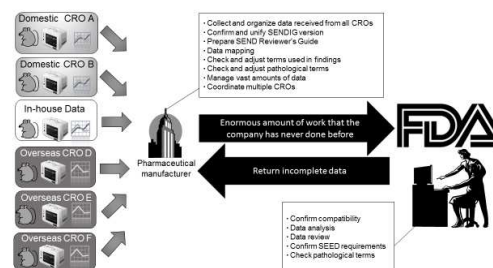 Domestic CRO A
Domestic CRO B
In-house Data
Overseas CRO D
Overseas CRO E
Overseas CRO F
Pharmaceutical
manufacturer
・Collect and organize data received from all CROs
・Confirm and unify SENDIG version
・Prepare SEND Reviewer's Guide
・Data mapping
・Check and adjust terms used in findings
・Check and adjust pathological terms
・Manage vast amounts of data
・Coordinate multiple CROs
Enormous amount of work that the
company has never done before
Return incomplete data
FDA
・Confirm compatibility
・Data analysis
・Data review
・Confirm SEED requirements
・Check pathological terms